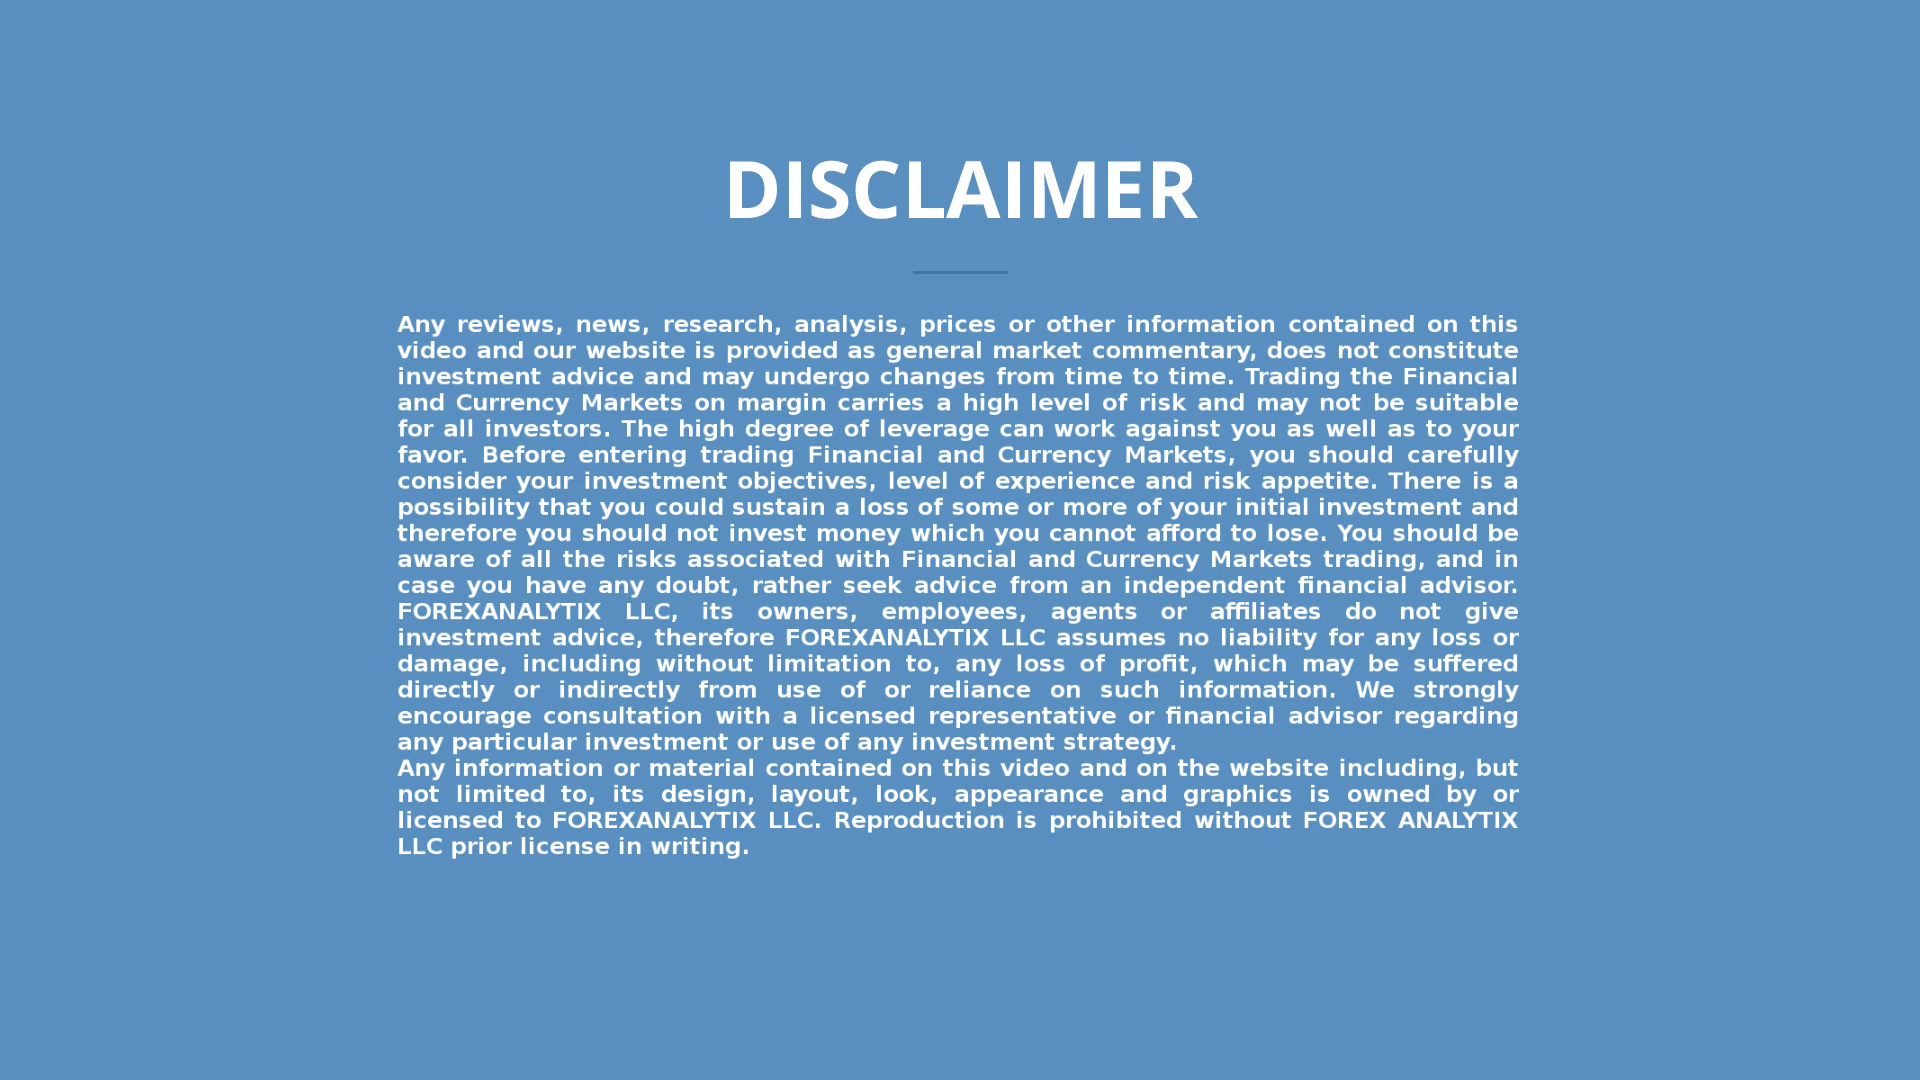 DISCLAIMER
Any reviews, news, research, analysis, prices or other information contained on this
video and our website is provided as general market commentary, does not constitute
investment advice and may undergo changes from time to time. Trading the Financial
and Currency Markets on margin carries a high level of risk and may not be suitable
for all investors. The high degree of leverage can work against you as well as to your
favor. Before entering trading Financial and Currency Markets, you should carefully
consider your investment objectives, level of experience and risk appetite. There is a
possibility that you could sustain a loss of some or more of your initial investment and
therefore you should not invest money which you cannot afford to lose. You should be
aware of all the risks associated with Financial and Currency Markets trading, and in
case you have any doubt, rather seek advice from an independent financial advisor.
FOREXANALYTIX LLC, its owners, employees, agents or affiliates do not give
investment advice, therefore FOREXANALYTIX LLC assumes no liability for any loss or
damage, including without limitation to, any loss of profit, which may be suffered
directly or indirectly from use of or reliance on such information. We strongly
encourage consultation with a licensed representative or financial advisor regarding
any particular investment or use of any investment strategy.
Any information or material contained on this video and on the website including, but
not limited to, its design, layout, look, appearance and graphics is owned by or
licensed to FOREXANALYTIX LLC. Reproduction is prohibited without FOREX ANALYTIX
LLC prior license in writing.